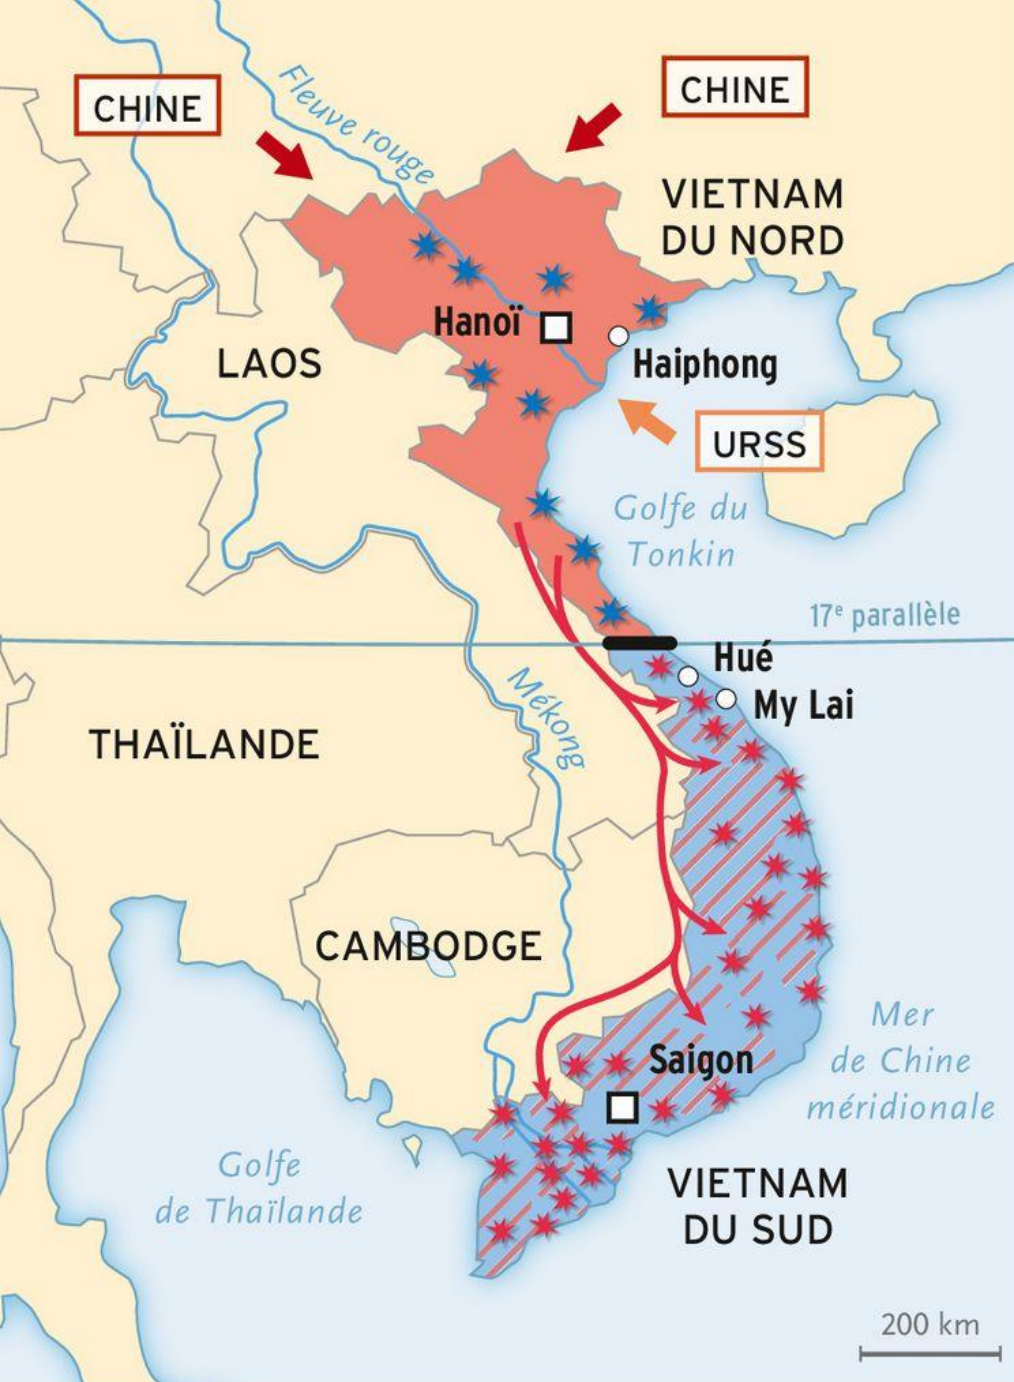 CHINE
CHINE
Fleuve rouge
VIETNAM
DU NORD
Hanoï
Haiphong
LAOS
URSS
Golfe du
Tonkin
17e parallèle
Hué
My Lai
Mékong
THAÏLANDE
CAMBODGE
Mer
de Chine
méridionale
Saigon
Golfe
de Thaïlande
VIETNAM
DU SUD
200 km